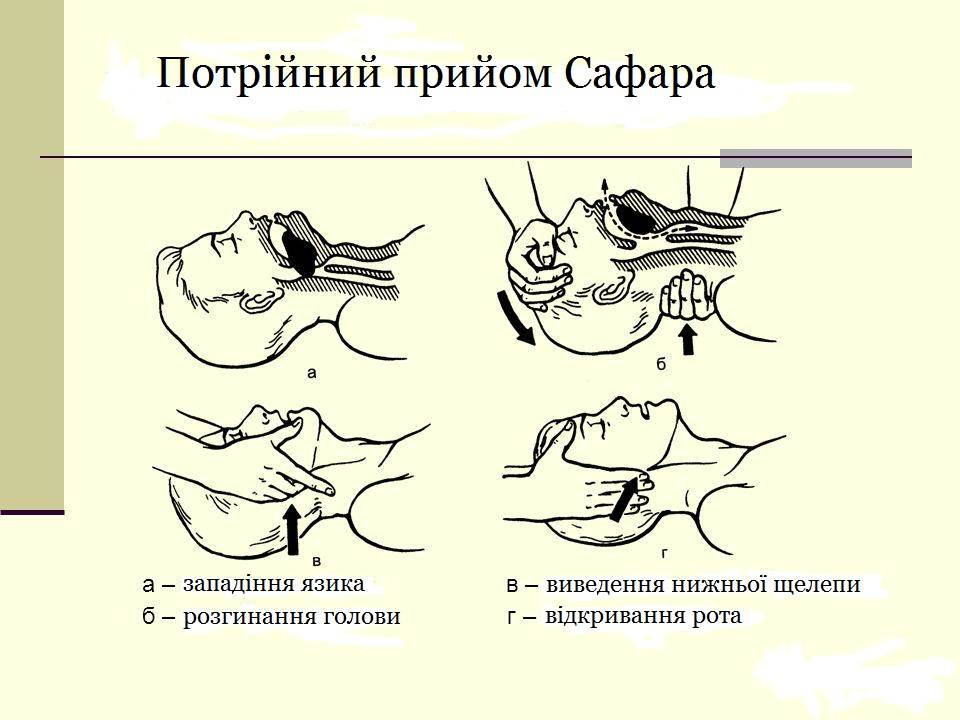 Потрійний прийом Сафара
а
б
в
г
а – западіння язика
б – розгинання голови
в – виведення нижньої щелепи
г – відкривання рота